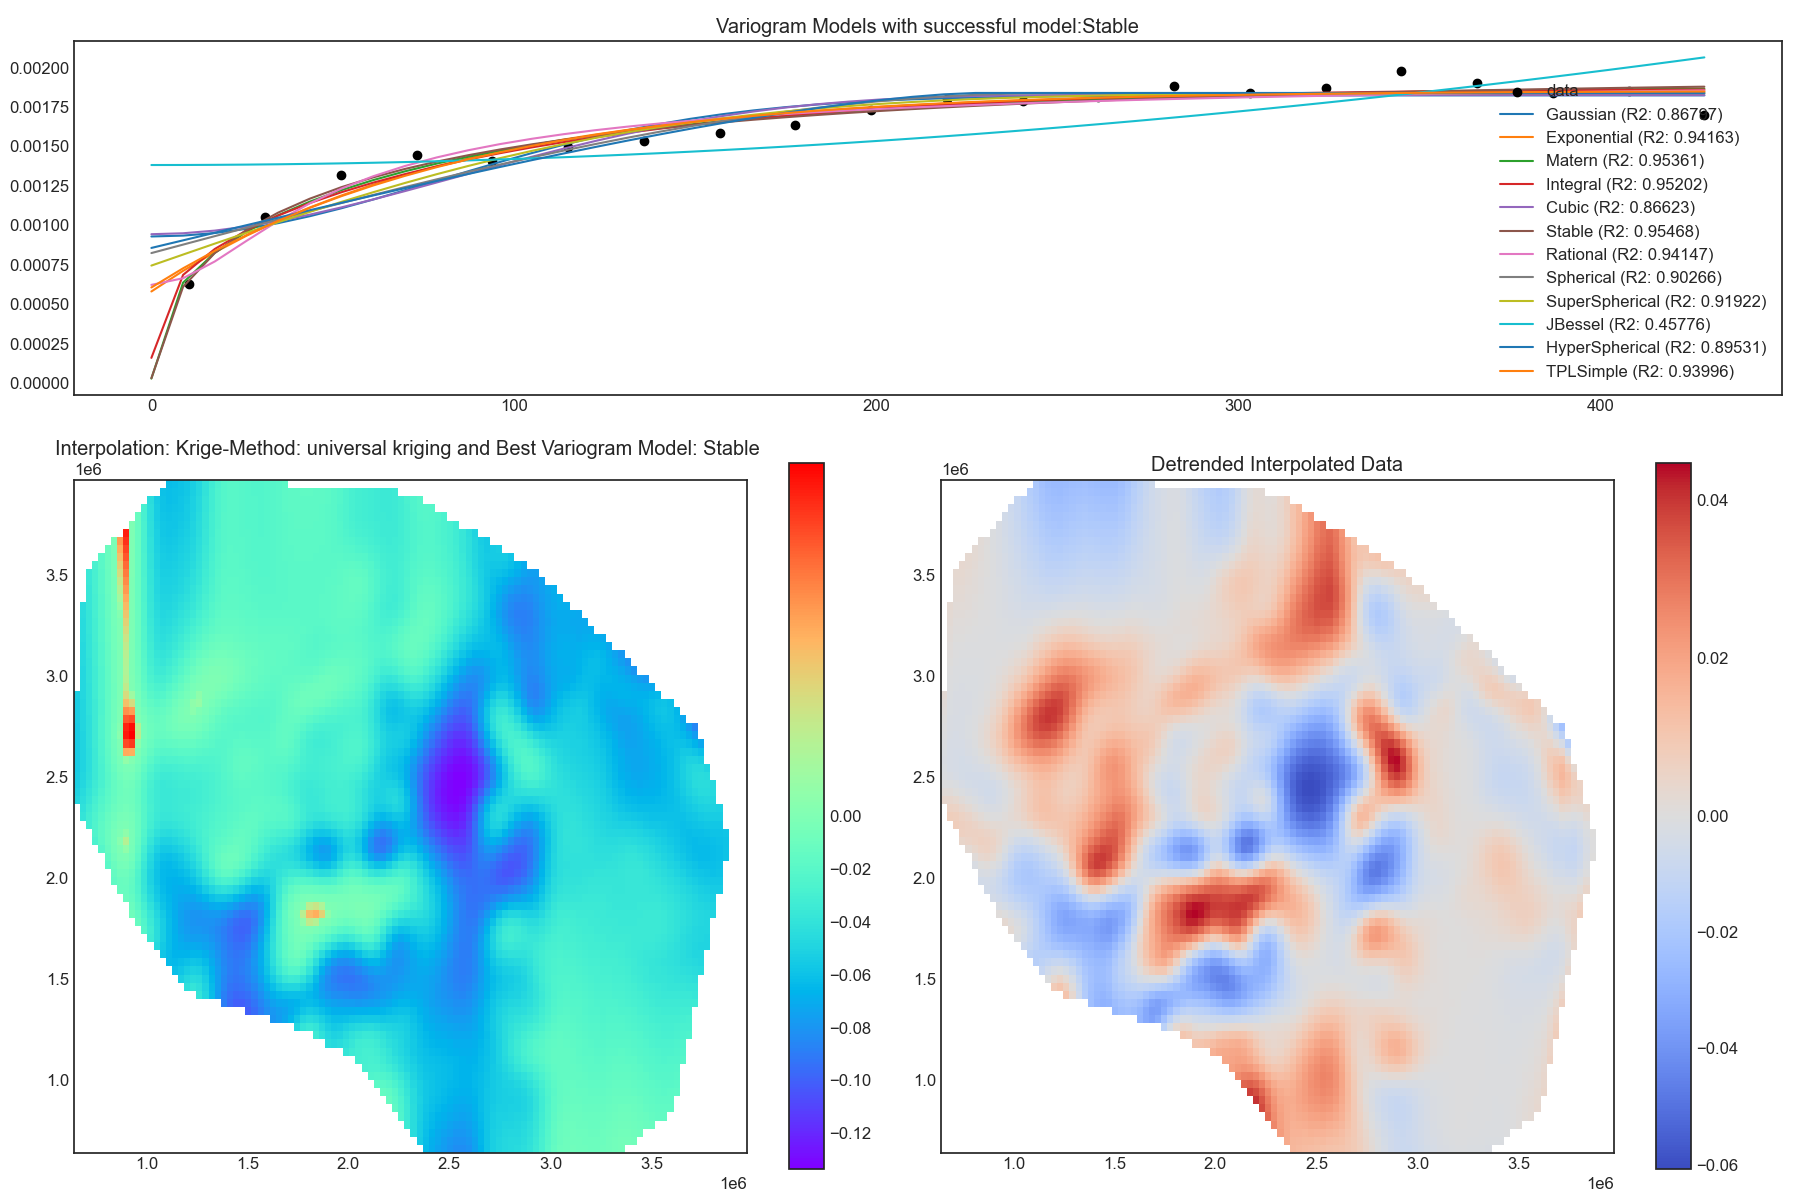 Variogram Models with successful model:Stable
0.00200
0.00175
0.00150
0.00125
0.00100
0.00075
0.00050
0.00025
0.00000
data
Gaussian (R2: 0.86797)
Exponential (R2: 0.94163)
Matern (R2: 0.95361)
Integral (R2: 0.95202)
Cubic (R2: 0.86623)
Stable (R2: 0.95468)
Rational (R2: 0.94147)
Spherical (R2: 0.90266)
SuperSpherical (R2: 0.91922)
JBessel (R2: 0.45776)
HyperSpherical (R2: 0.89531)
TPLSimple (R2: 0.93996)
0 100 200 300 400
Interpolation: Krige-Method: universal kriging and Best Variogram Model: Stable
1e6
3.5
3.0
2.5
2.0
1.5
1.0
1.0 1.5 2.0 2.5 3.0 3.5
1e6
0.00
−0.02
−0.04
−0.06
−0.08
−0.10
−0.12
Detrended Interpolated Data
1e6
3.5
3.0
2.5
2.0
1.5
1.0
1.0 1.5 2.0 2.5 3.0 3.5
1e6
0.04
0.02
0.00
−0.02
−0.04
−0.06